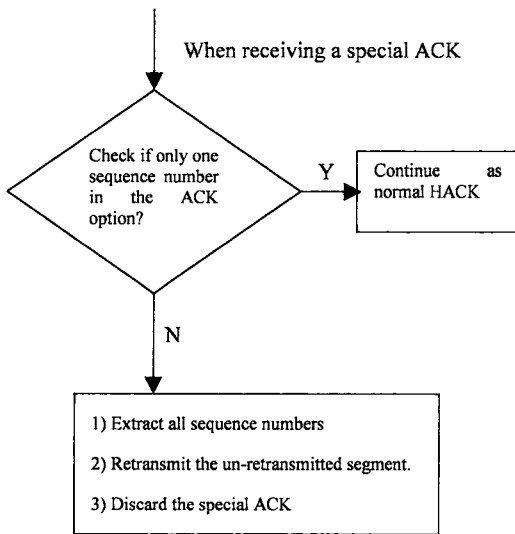 When receiving a special ACK
Check if only one
sequence number
in the ACK
option?
Y
Continue as
normal HACK
N
1) Extract all sequence numbers
2) Retransmit the un-retransmitted segment.
3) Discard the special ACK